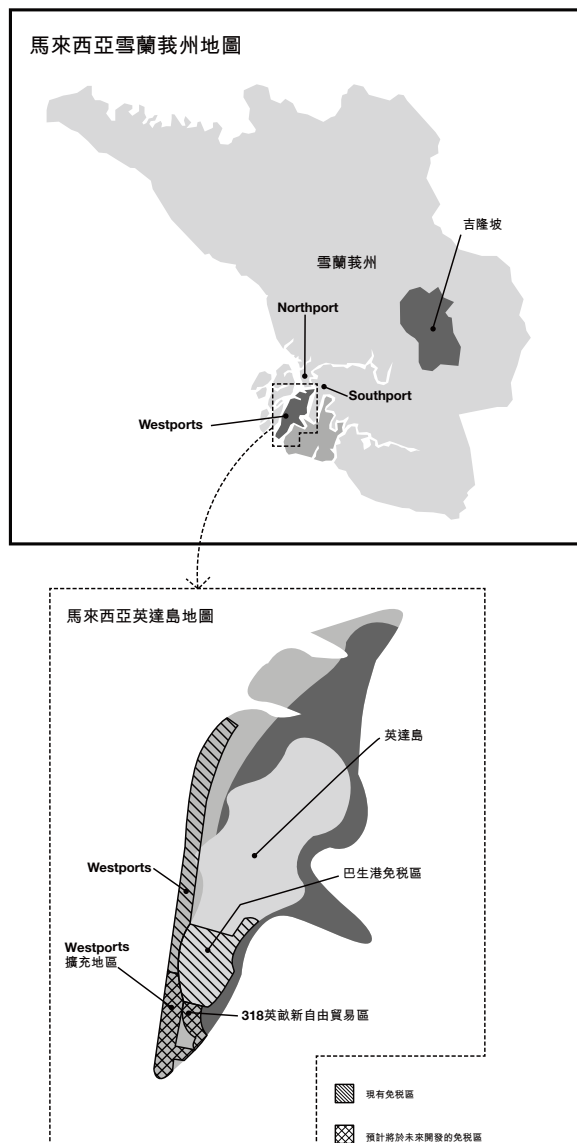 馬來西亞雪蘭莪州地圖
吉隆坡
雪蘭莪州
Northport
Southport
Westports
馬來西亞英達島地圖
英達島
巴生港免稅區
Westports
Westports
擴充地區
318英畝新自由貿易區
現有免稅區
預計將於未來開發的免稅區